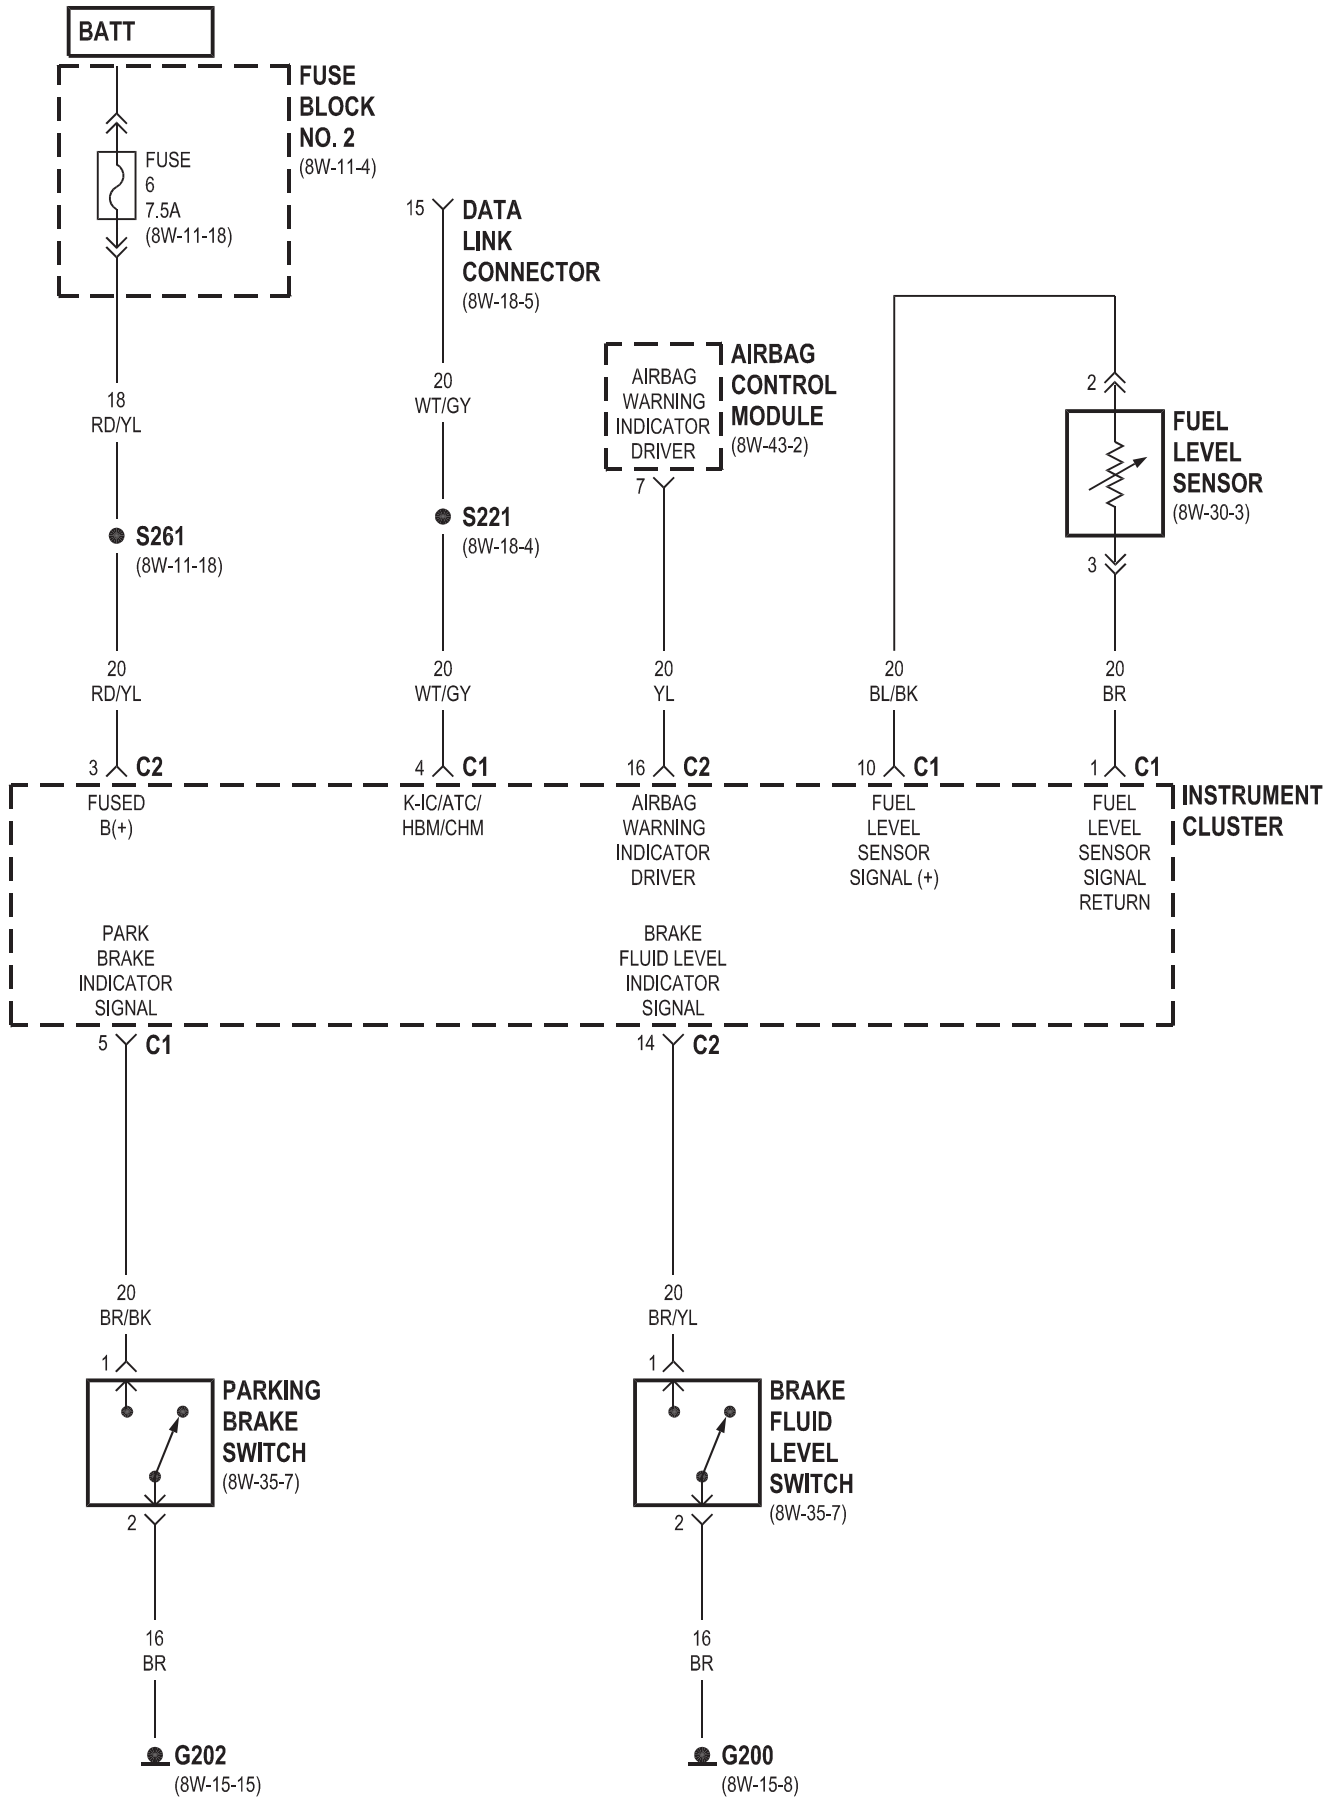 BATT
FUSE
BLOCK
NO. 2
(8W-11-4)
FUSE
6
7.5A
(8W-11-18)
15
DATA
LINK
CONNECTOR
(8W-18-5)
AIRBAG
WARNING
INDICATOR
DRIVER
AIRBAG
CONTROL
MODULE
(8W-43-2)
7
2
FUEL
LEVEL
SENSOR
(8W-30-3)
3
18
RD/YL
20
WT/GY
S261
(8W-11-18)
S221
(8W-18-4)
20
RD/YL
20
WT/GY
20
YL
20
BL/BK
20
BR
3 C2
4 C1
16 C2
10 C1
1 C1
INSTRUMENT
CLUSTER
FUSED
B(+)
K-IC/ATC/
HBM/CHM
AIRBAG
WARNING
INDICATOR
DRIVER
FUEL
LEVEL
SENSOR
SIGNAL (+)
FUEL
LEVEL
SENSOR
SIGNAL
RETURN
PARK
BRAKE
INDICATOR
SIGNAL
BRAKE
FLUID LEVEL
INDICATOR
SIGNAL
5 C1
14 C2
20
BR/BK
20
BR/YL
1
PARKING
BRAKE
SWITCH
(8W-35-7)
2
1
BRAKE
FLUID
LEVEL
SWITCH
(8W-35-7)
2
16
BR
16
BR
G202
(8W-15-15)
G200
(8W-15-8)